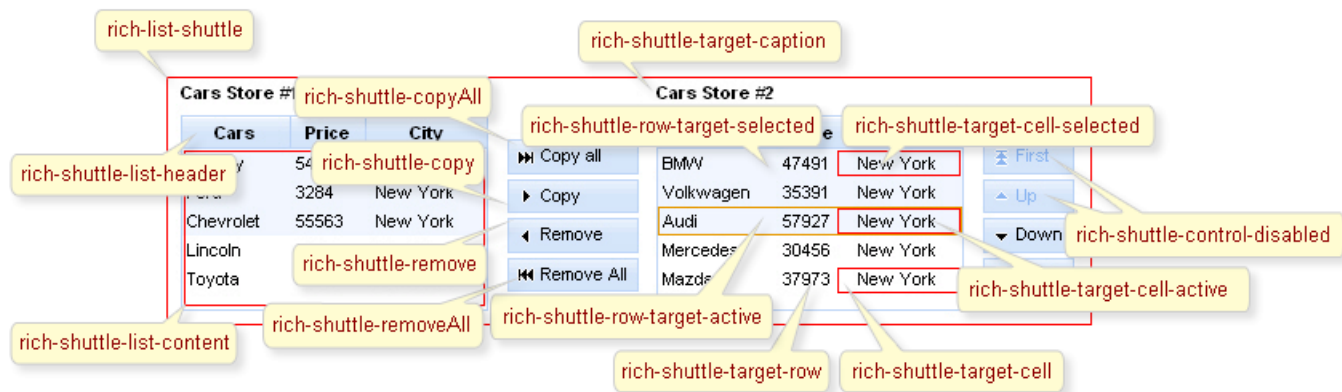 rich-list-shuttle
rich-shuttle-target-caption
Cars Store #1
rich-shuttle-copyAll
Cars Store #2
Cars Price City
rich-shuttle-row-target-selected
rich-shuttle-target-cell-selected
rich-shuttle-list-header
rich-shuttle-copy
Copy all
BMW 47491 New York
First
3284 New York
Copy
Volkwagen 35391 New York
Up
Chevrolet 55563 New York
Remove
Audi 57927 New York
Down
rich-shuttle-control-disabled
Lincoln
rich-shuttle-remove
Remove All
Mercedes 30456 New York
Toyota
Mazda 37973 New York
rich-shuttle-target-cell-active
rich-shuttle-list-content
rich-shuttle-removeAll
rich-shuttle-row-target-active
rich-shuttle-target-row
rich-shuttle-target-cell